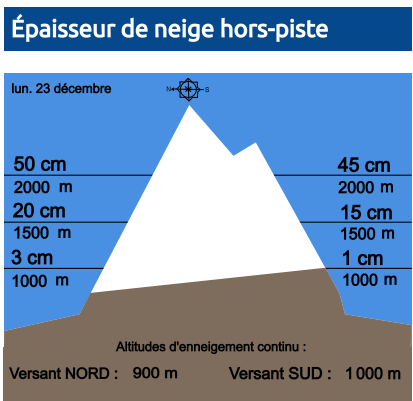 Épaisseur de neige hors-piste
lun. 23 décembre
N S
50 cm 45 cm
2000 m 2000 m
20 cm 15 cm
1500 m 1500 m
3 cm 1 cm
1000 m 1000 m
Altitudes d'enneigement continu :
Versant NORD : 900 m Versant SUD : 1000 m